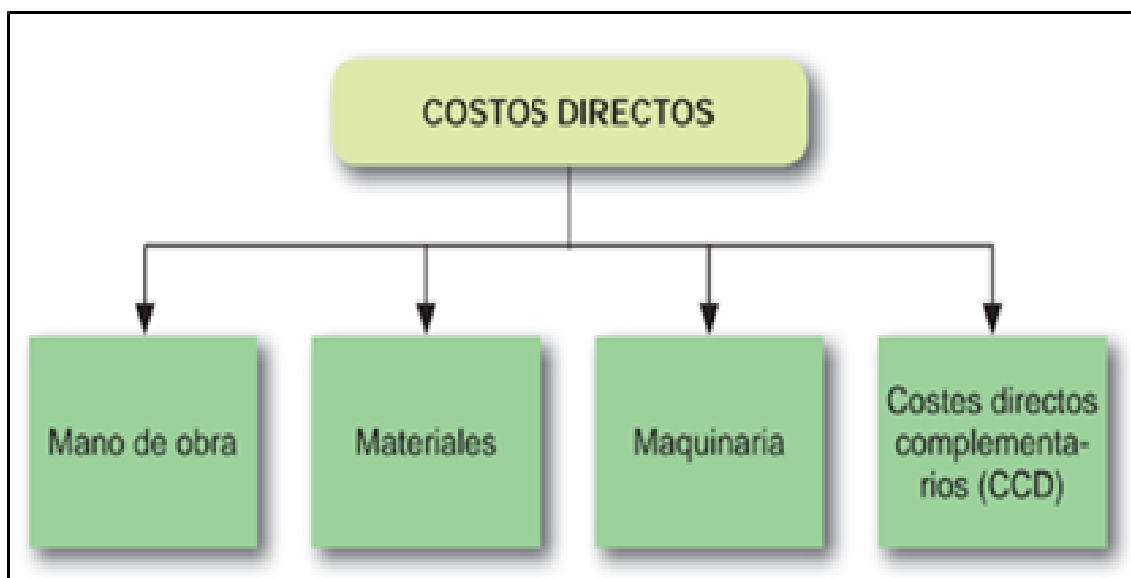 COSTOS DIRECTOS
Mano de obra
Materiales
Maquinaria
Costes directos
complementa-
rios (CCD)